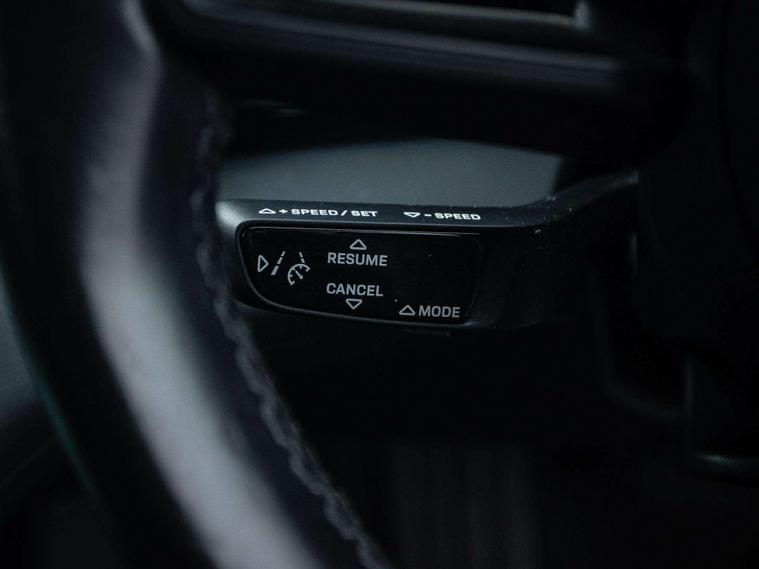 + SPEED / SET - SPEED
RESUME
CANCEL
MODE